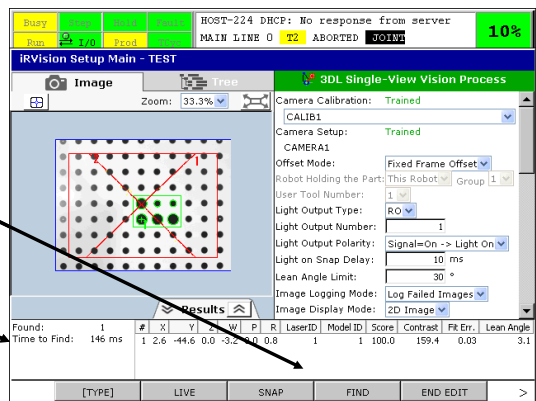 Busy Step Hold Fault HOST-224 DHCP: No response from server
Run I/O Prod TCyc MAIN LINE 0 T2 ABORTED JOINT 10%
iRVision Setup Main - TEST
Image Tree 3DL Single-View Vision Process
Zoom: 33.3%
Camera Calibration: Trained
CALIB1
Camera Setup: Trained
CAMERA1
Offset Mode: Fixed Frame Offset
Robot Holding the Part: This Robot Group 1
User Tool Number: 1
Light Output Type: RO
Light Output Number: 1
Light Output Polarity: Signal=On -> Light On
Light on Snap Delay: 10 ms
Lean Angle Limit: 30 °
Image Logging Mode: Log Failed Images
Image Display Mode: 2D Image
2 1
Results
Found: 1
Time to Find: 146 ms
# X Y Z W P R LaserID Model ID Score Contrast Fit Err. Lean Angle
1 2.6 -44.6 0.0 -3.2 0.0 0.8 1 1 100.0 159.4 0.03 3.1
[TYPE] LIVE SNAP FIND END EDIT >